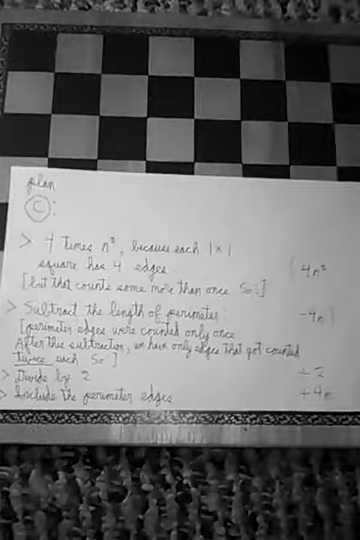 plan
C:
> 4 times n², because each 1×1
square has 4 edges. 4n²
[but that counts some more than once So:]
> Subtract the length of perimeter -4n
[perimeter edges were counted only once.
After this subtraction, we have only edges that got counted
twice each So]
> Divide by 2 ÷ 2
> Include the perimeter edges +4n